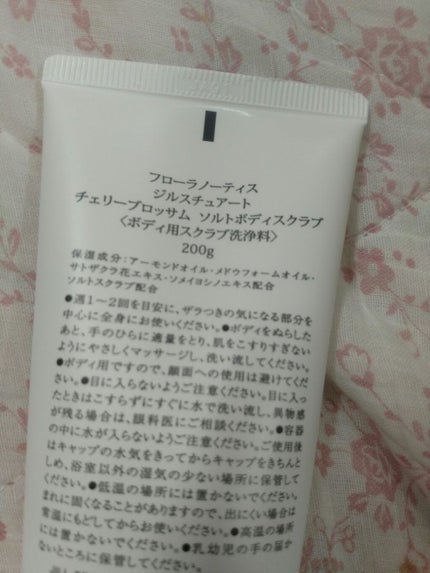 フローラノーティス
ジルスチュアート
チェリーブロッサム ソルトボディスクラブ
〈ボディ用スクラブ洗浄料〉
200g
保湿成分:アーモンドオイル・メドウフォームオイル・
サトザクラ花エキス・ソメイヨシノエキス配合
ソルトスクラブ配合
●週1〜2回を目安に、ザラつきの気になる部分を
中心に全身にお使いください。●ボディをぬらした
あと、手のひらに適量をとり、肌をこすりすぎない
ようにやさしくマッサージし、洗い流してください。
●ボディ用ですので、顔面への使用は避けてくだ
さい。●目に入らないようご注意ください。目に入っ
たときはこすらずにすぐに水で洗い流し、異物感
が残る場合は、眼科医にご相談ください。●容器
の中に水が入らないようご注意ください。ご使用後
はキャップの水気をきってからキャップをきちんと
しめ、浴室以外の湿気の少ない場所に保管して
ください。●低温の場所には置かないでください。
まれに固くなることがありますので、出にくい場合は
常温にもどしてからお使いください。●高温の場所
には置かないでください。●乳幼児の手の届か
ないところに保管してください。